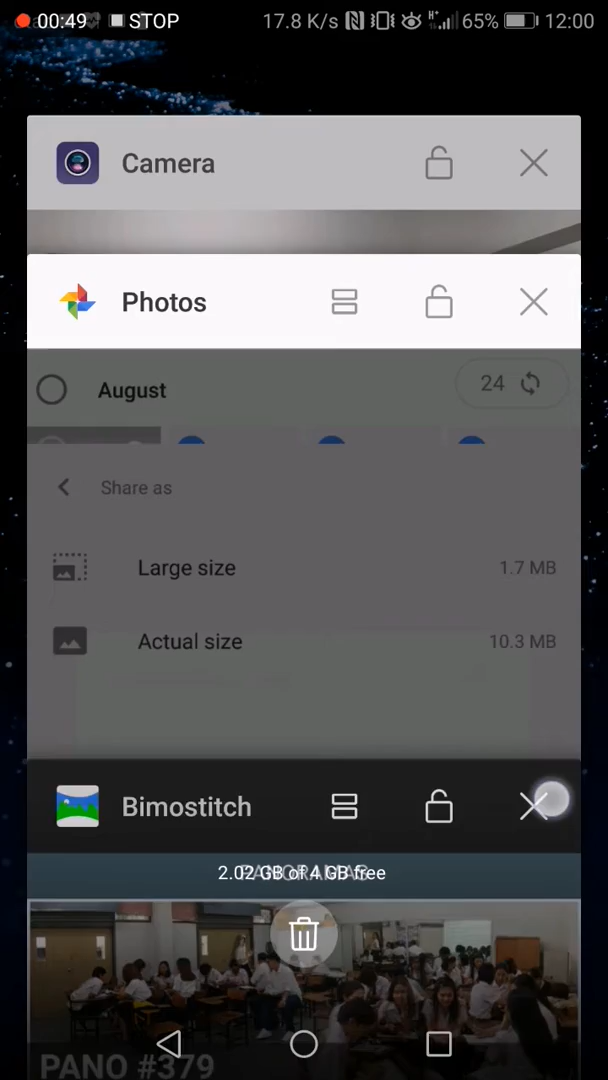 00:49 STOP 17.8 K/s H+ 65% 12:00
Camera
Photos
August 24
Share as
Large size 1.7 MB
Actual size 10.3 MB
Bimostitch
PANORAMAS
2.02 GB of 4 GB free
PANO #379